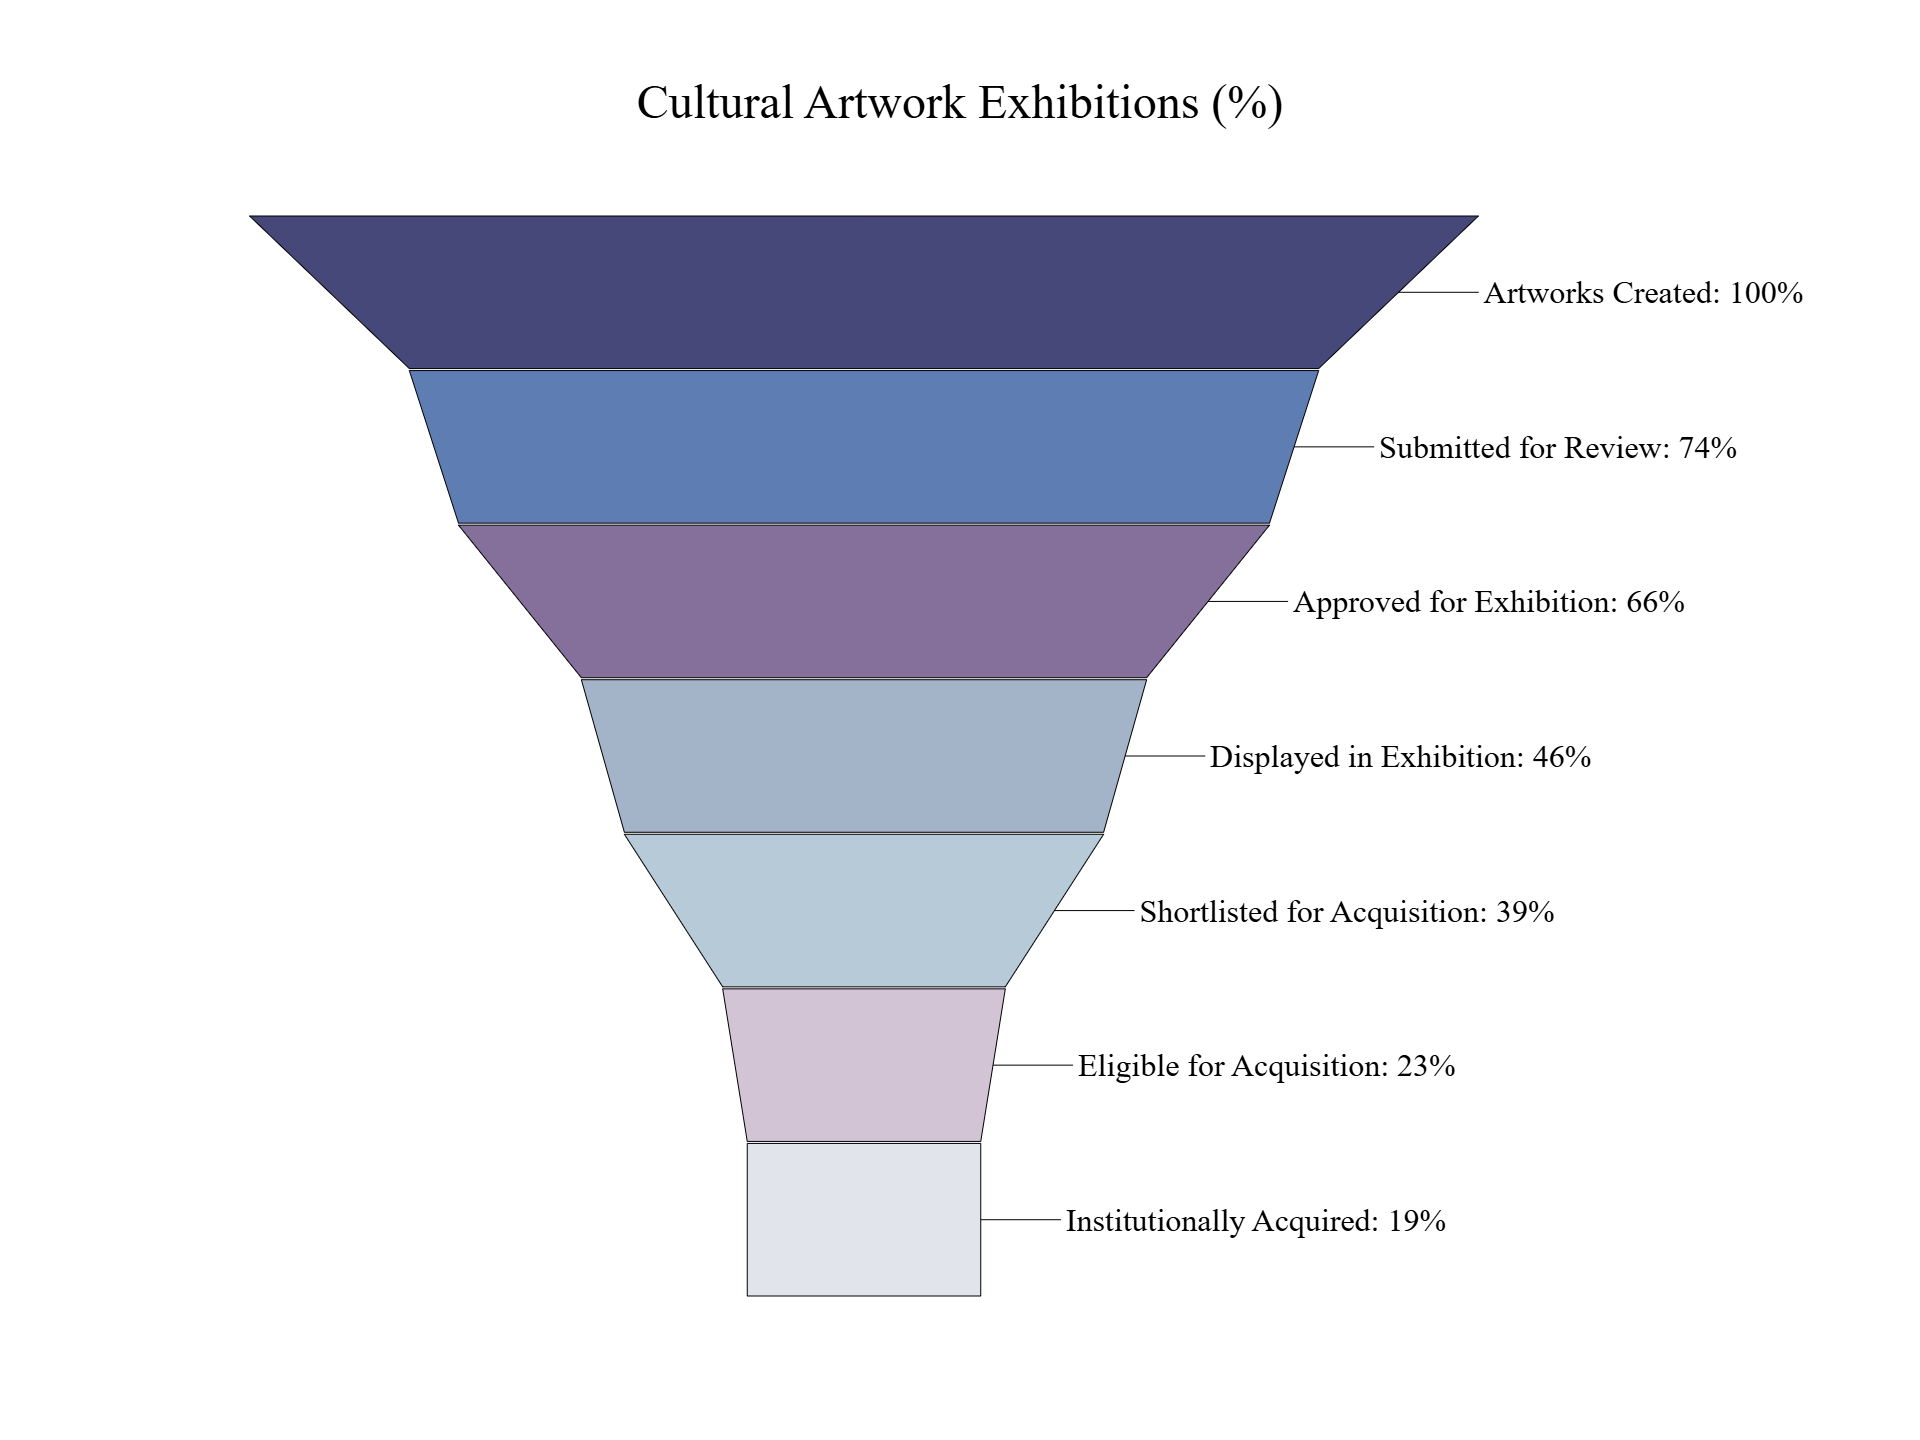 Cultural Artwork Exhibitions (%)
Artworks Created: 100%
Submitted for Review: 74%
Approved for Exhibition: 66%
Displayed in Exhibition: 46%
Shortlisted for Acquisition: 39%
Eligible for Acquisition: 23%
Institutionally Acquired: 19%